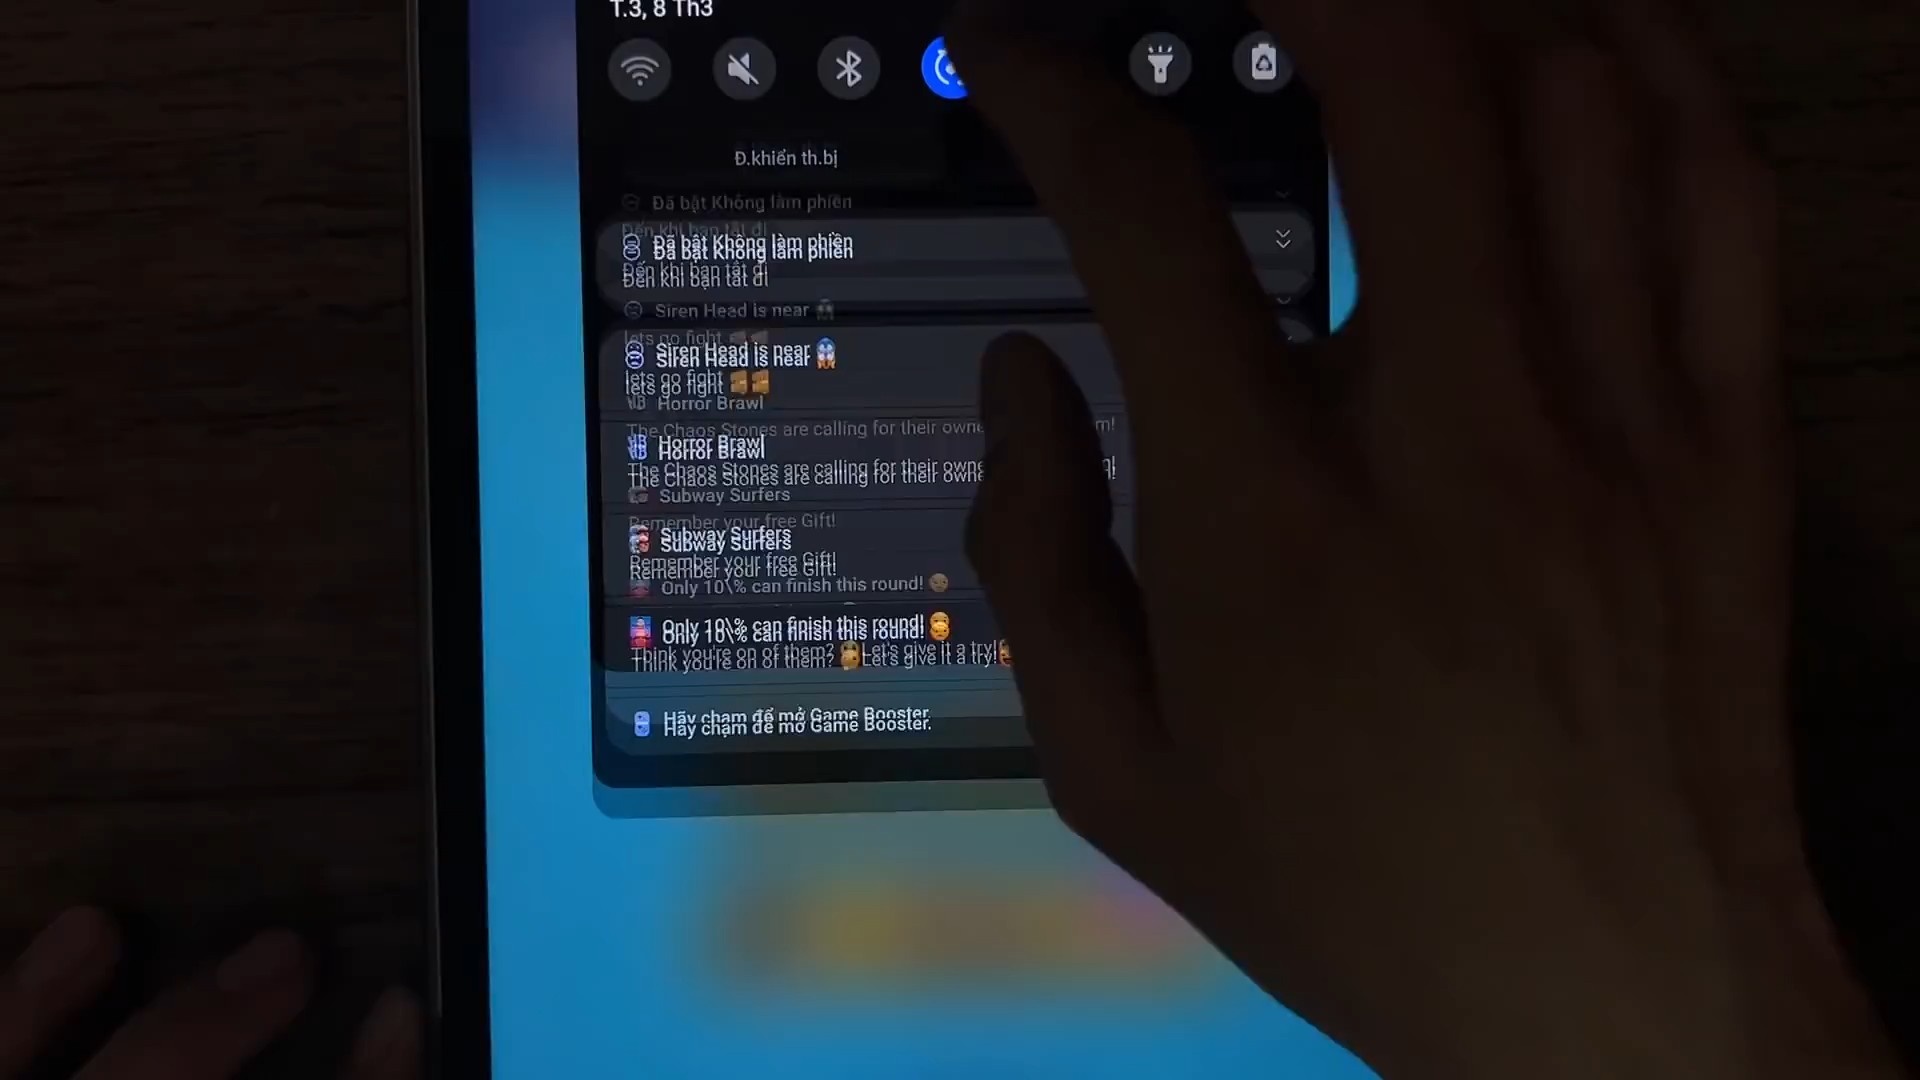 T.3, 8 Th3
Đ.khiển th.bị
Đã bật Không làm phiền
Đến khi bạn tắt đi
Siren Head is near 😱
lets go fight
Horror Brawl
The Chaos Stones are calling for their owne m!
Subway Surfers
Remember your free Gift!
Only 10\% can finish this round!
Think you're on of them? Let's give it a try!
Hãy chạm để mở Game Booster.